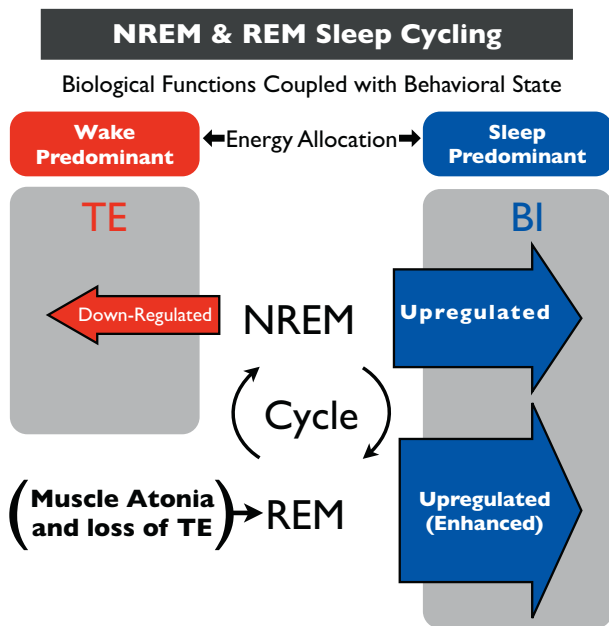 NREM & REM Sleep Cycling
Biological Functions Coupled with Behavioral State
Wake
Predominant
Energy Allocation
Sleep
Predominant
TE
BI
Down-Regulated
NREM
Upregulated
Cycle
(Muscle Atonia
and loss of TE)
REM
Upregulated
(Enhanced)